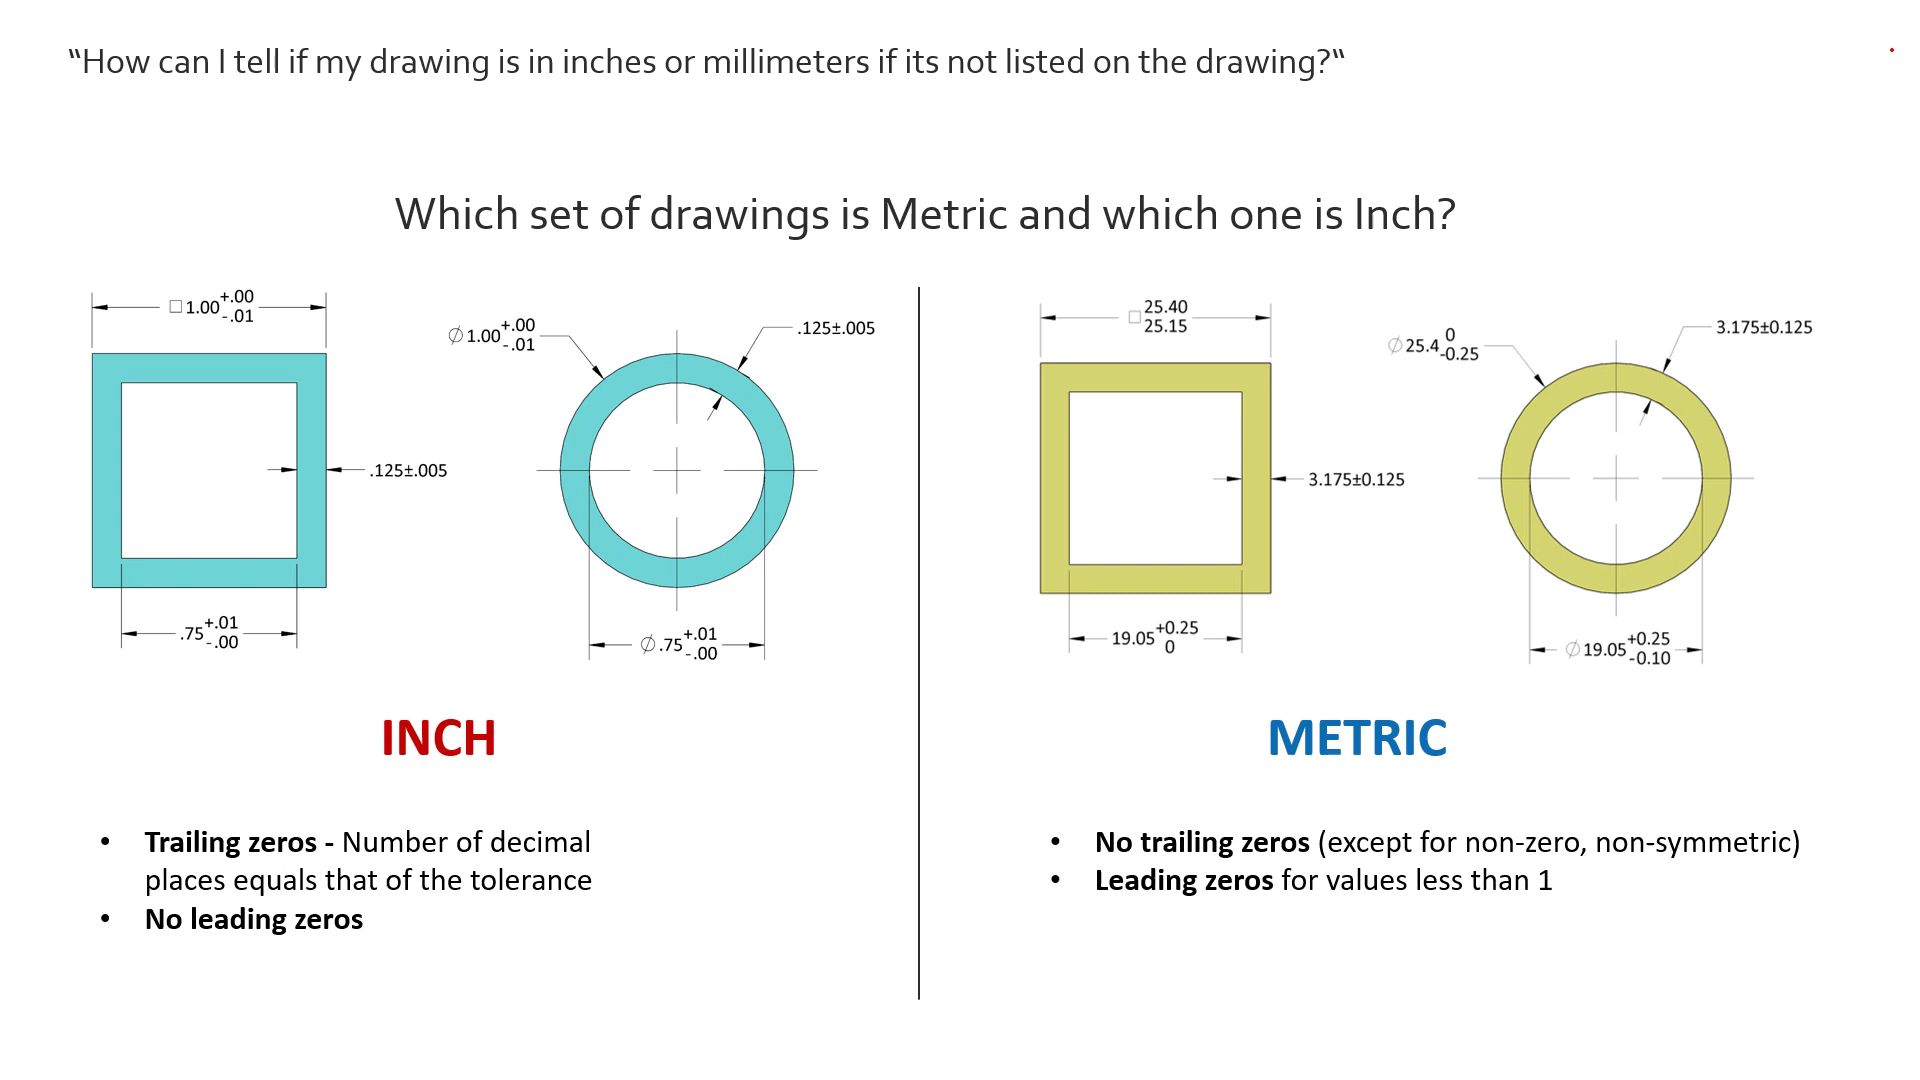 “How can I tell if my drawing is in inches or millimeters if its not listed on the drawing?“
Which set of drawings is Metric and which one is Inch?
□1.00 +.00 -.01
⌀1.00 +.00 -.01
.125±.005
.125±.005
.75 +.01 -.00
⌀.75 +.01 -.00
INCH
• Trailing zeros - Number of decimal
places equals that of the tolerance
• No leading zeros
□ 25.40 25.15
⌀25.4 0 -0.25
3.175±0.125
3.175±0.125
19.05 +0.25 0
⌀19.05 +0.25 -0.10
METRIC
• No trailing zeros (except for non-zero, non-symmetric)
• Leading zeros for values less than 1